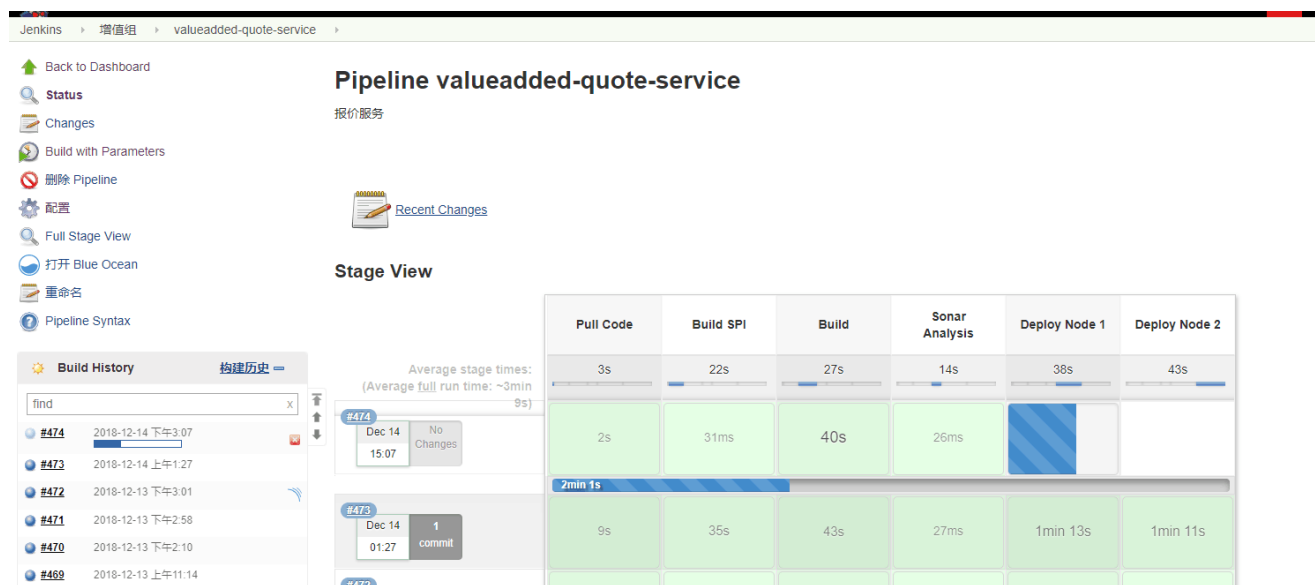 Jenkins 增值组 valueadded-quote-service
Back to Dashboard
Status
Changes
Build with Parameters
删除 Pipeline
配置
Full Stage View
打开 Blue Ocean
重命名
Pipeline Syntax
Build History 构建历史
find x
#474 2018-12-14 下午3:07
#473 2018-12-14 上午1:27
#472 2018-12-13 下午3:01
#471 2018-12-13 下午2:58
#470 2018-12-13 下午2:10
#469 2018-12-13 上午11:14
Pipeline valueadded-quote-service
报价服务
Recent Changes
Stage View
Pull Code Build SPI Build Sonar Analysis Deploy Node 1 Deploy Node 2
Average stage times: 3s 22s 27s 14s 38s 43s
(Average full run time: ~3min
9s)
#474
Dec 14 No
15:07 Changes
2s 31ms 40s 26ms
2min 1s
#473
Dec 14 1
01:27 commit
9s 35s 43s 27ms 1min 13s 1min 11s
#472